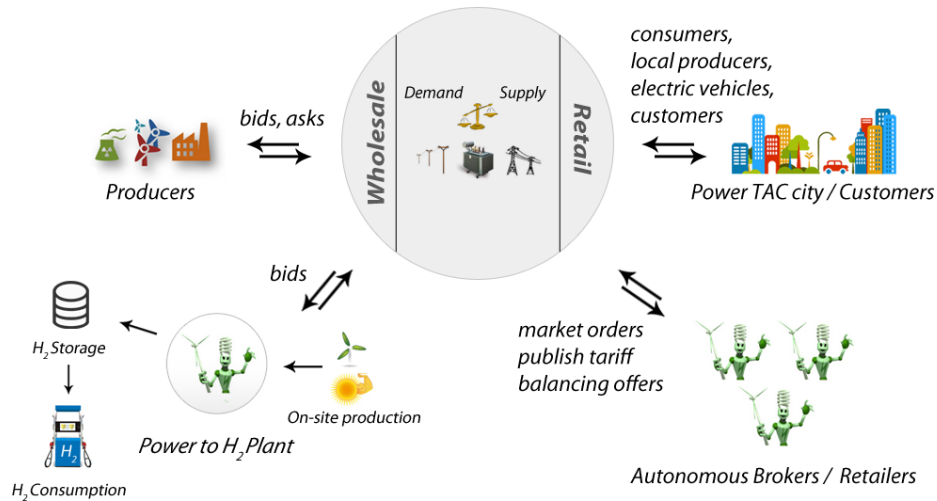 consumers,
local producers,
electric vehicles,
customers
Demand
Supply
Wholesale
Retail
bids, asks
Producers
Power TAC city / Customers
bids
market orders
publish tariff
balancing offers
H₂ Storage
On-site production
Power to H₂ Plant
H₂
H₂ Consumption
Autonomous Brokers / Retailers